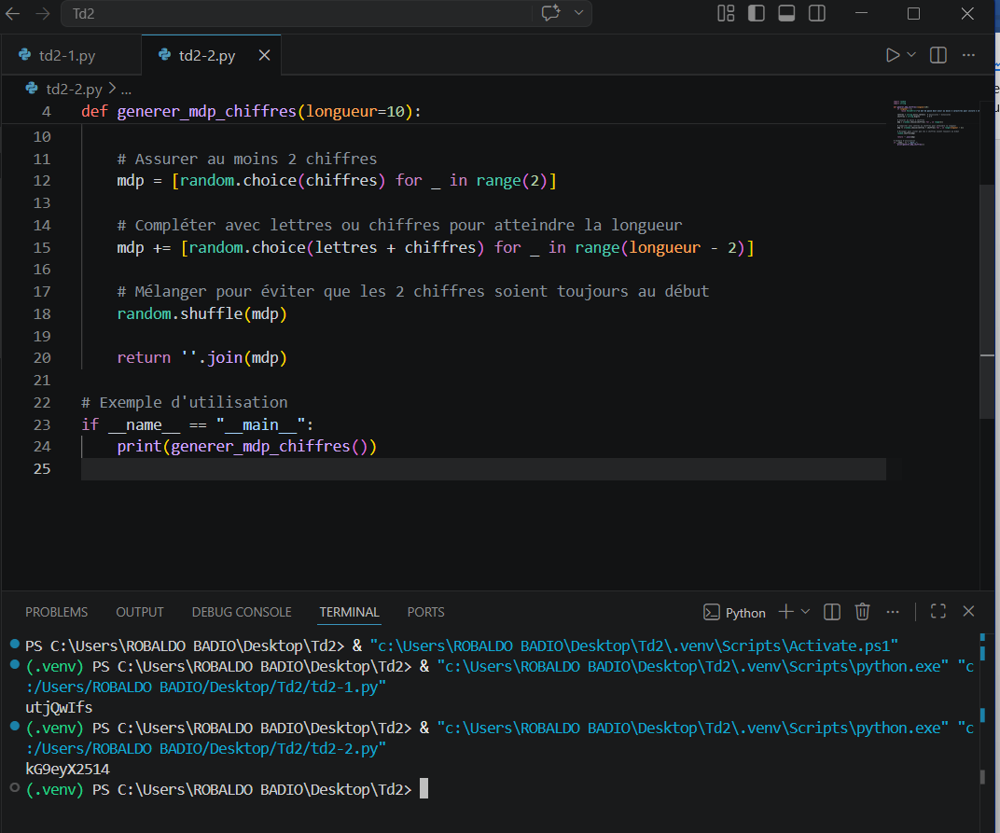 Td2
td2-1.py
td2-2.py
td2-2.py > ...
4 def generer_mdp_chiffres(longueur=10):
10
11 # Assurer au moins 2 chiffres
12 mdp = [random.choice(chiffres) for _ in range(2)]
13
14 # Compléter avec lettres ou chiffres pour atteindre la longueur
15 mdp += [random.choice(lettres + chiffres) for _ in range(longueur - 2)]
16
17 # Mélanger pour éviter que les 2 chiffres soient toujours au début
18 random.shuffle(mdp)
19
20 return ''.join(mdp)
21
22 # Exemple d'utilisation
23 if __name__ == "__main__":
24 print(generer_mdp_chiffres())
25
PROBLEMS OUTPUT DEBUG CONSOLE TERMINAL PORTS Python
PS C:\Users\ROBALDO BADIO\Desktop\Td2> & "c:\Users\ROBALDO BADIO\Desktop\Td2\.venv\Scripts\Activate.ps1"
(.venv) PS C:\Users\ROBALDO BADIO\Desktop\Td2> & "c:\Users\ROBALDO BADIO\Desktop\Td2\.venv\Scripts\python.exe" "c
:/Users/ROBALDO BADIO/Desktop/Td2/td2-1.py"
utjQwIfs
(.venv) PS C:\Users\ROBALDO BADIO\Desktop\Td2> & "c:\Users\ROBALDO BADIO\Desktop\Td2\.venv\Scripts\python.exe" "c
:/Users/ROBALDO BADIO/Desktop/Td2/td2-2.py"
kG9eyX2514
(.venv) PS C:\Users\ROBALDO BADIO\Desktop\Td2>